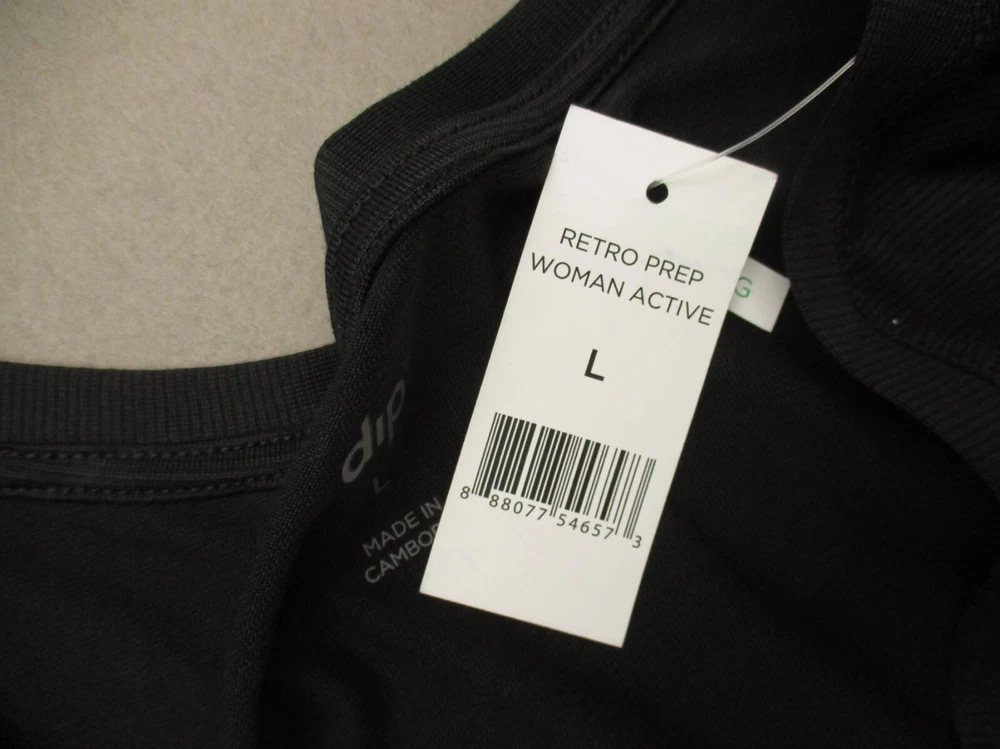 RETRO PREP
WOMAN ACTIVE
L
8 88077 54657 3
G
dip
L
MADE IN